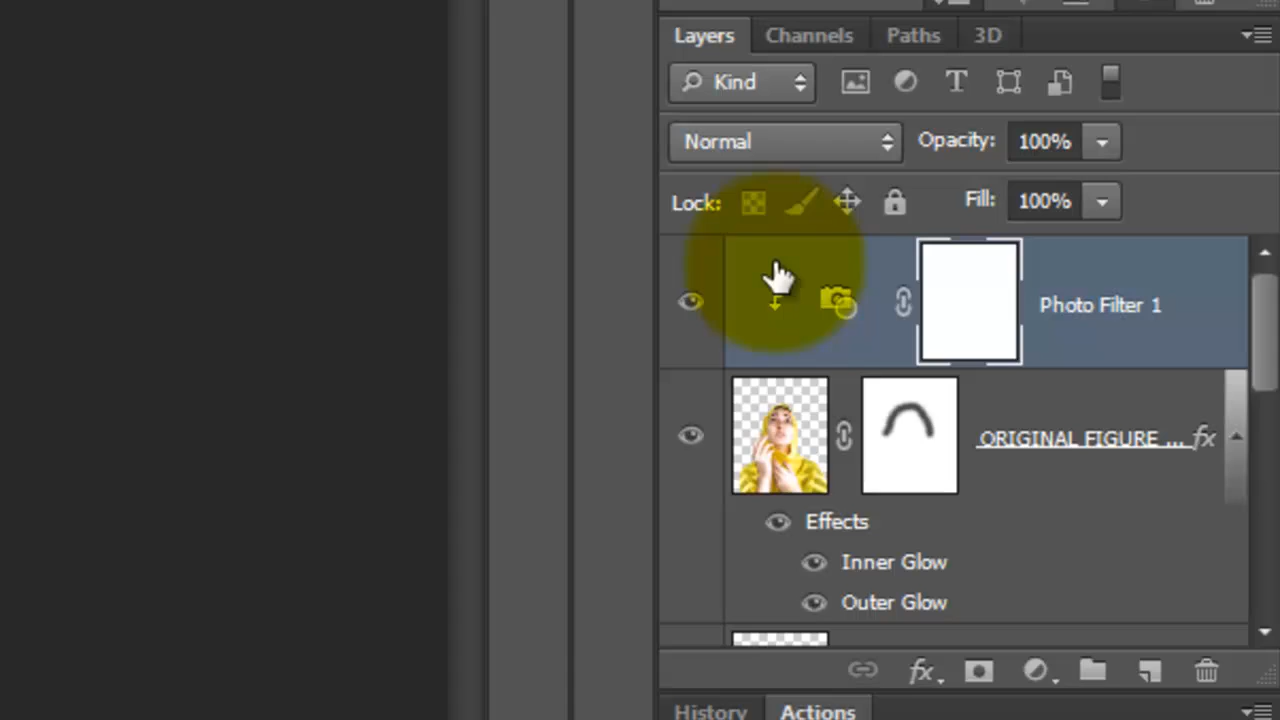 Layers Channels Paths 3D
Kind
Normal Opacity: 100%
Lock: Fill: 100%
Photo Filter 1
ORIGINAL FIGURE ... fx
Effects
Inner Glow
Outer Glow
fx
History Actions